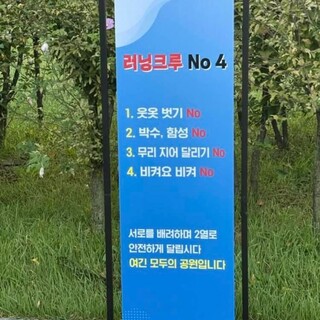 러닝크루 No 4
1. 웃옷 벗기 No
2. 박수, 함성 No
3. 무리 지어 달리기 No
4. 비켜요 비켜 No
서로를 배려하며 2열로
안전하게 달립시다
여긴 모두의 공원입니다